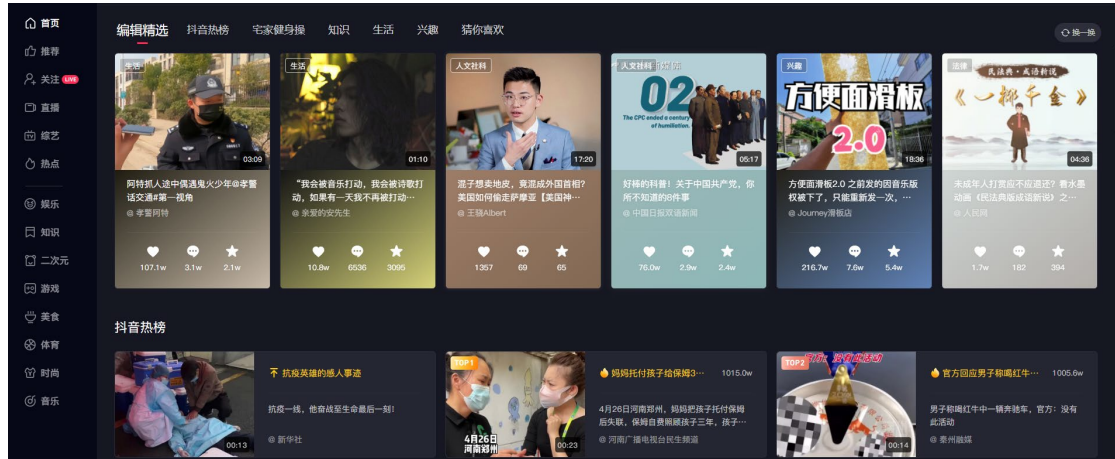 首页
推荐
关注 LIVE
直播
综艺
热点
娱乐
知识
二次元
游戏
美食
体育
时尚
音乐
编辑精选 抖音热榜 宅家健身操 知识 生活 兴趣 猜你喜欢
换一换
生活
03:09
阿特抓人途中偶遇鬼火少年@孝警
话交通#第一视角
@ 孝警阿特
107.1w 3.1w 2.1w
生活
01:10
“我会被音乐打动，我会被诗歌打
动，如果有一天我不再被打动…
@ 亲爱的安先生
10.8w 6536 3095
人文社科
17:20
混子想卖地皮，竟混成外国首相?
美国如何偷走萨摩亚【美国神…
@ 王骁Albert
1357 69 65
人文社科
02
The CPC ended a century
of humiliation.
05:17
好棒的科普！关于中国共产党，你
所不知道的8件事
@ 中国日报双语新闻
76.0w 2.9w 2.4w
兴趣
方便面滑板
2.0
18:36
方便面滑板2.0 之前发的因音乐版
权被下了，只能重新发一次，…
@ Journey滑板店
216.7w 7.6w 5.4w
法律
民法典·成语新说
《一掷千金》
04:36
未成年人打赏应不应退还？看水墨
动画《民法典版成语新说》之…
@ 人民网
1.7w 182 394
抖音热榜
00:13
抗疫英雄的感人事迹
抗疫一线，他奋战至生命最后一刻！
@ 新华社
TOP1
4月26日
河南郑州
00:23
妈妈托付孩子给保姆3… 1015.0w
4月26日河南郑州，妈妈把孩子托付保姆
后失联，保姆自费照顾孩子三年，孩子…
@ 河南广播电视台民生频道
TOP2
官方：没有此活动
00:14
官方回应男子称喝红牛… 1005.6w
男子称喝红牛中一辆奔驰车，官方：没有
此活动
@ 泰州融媒